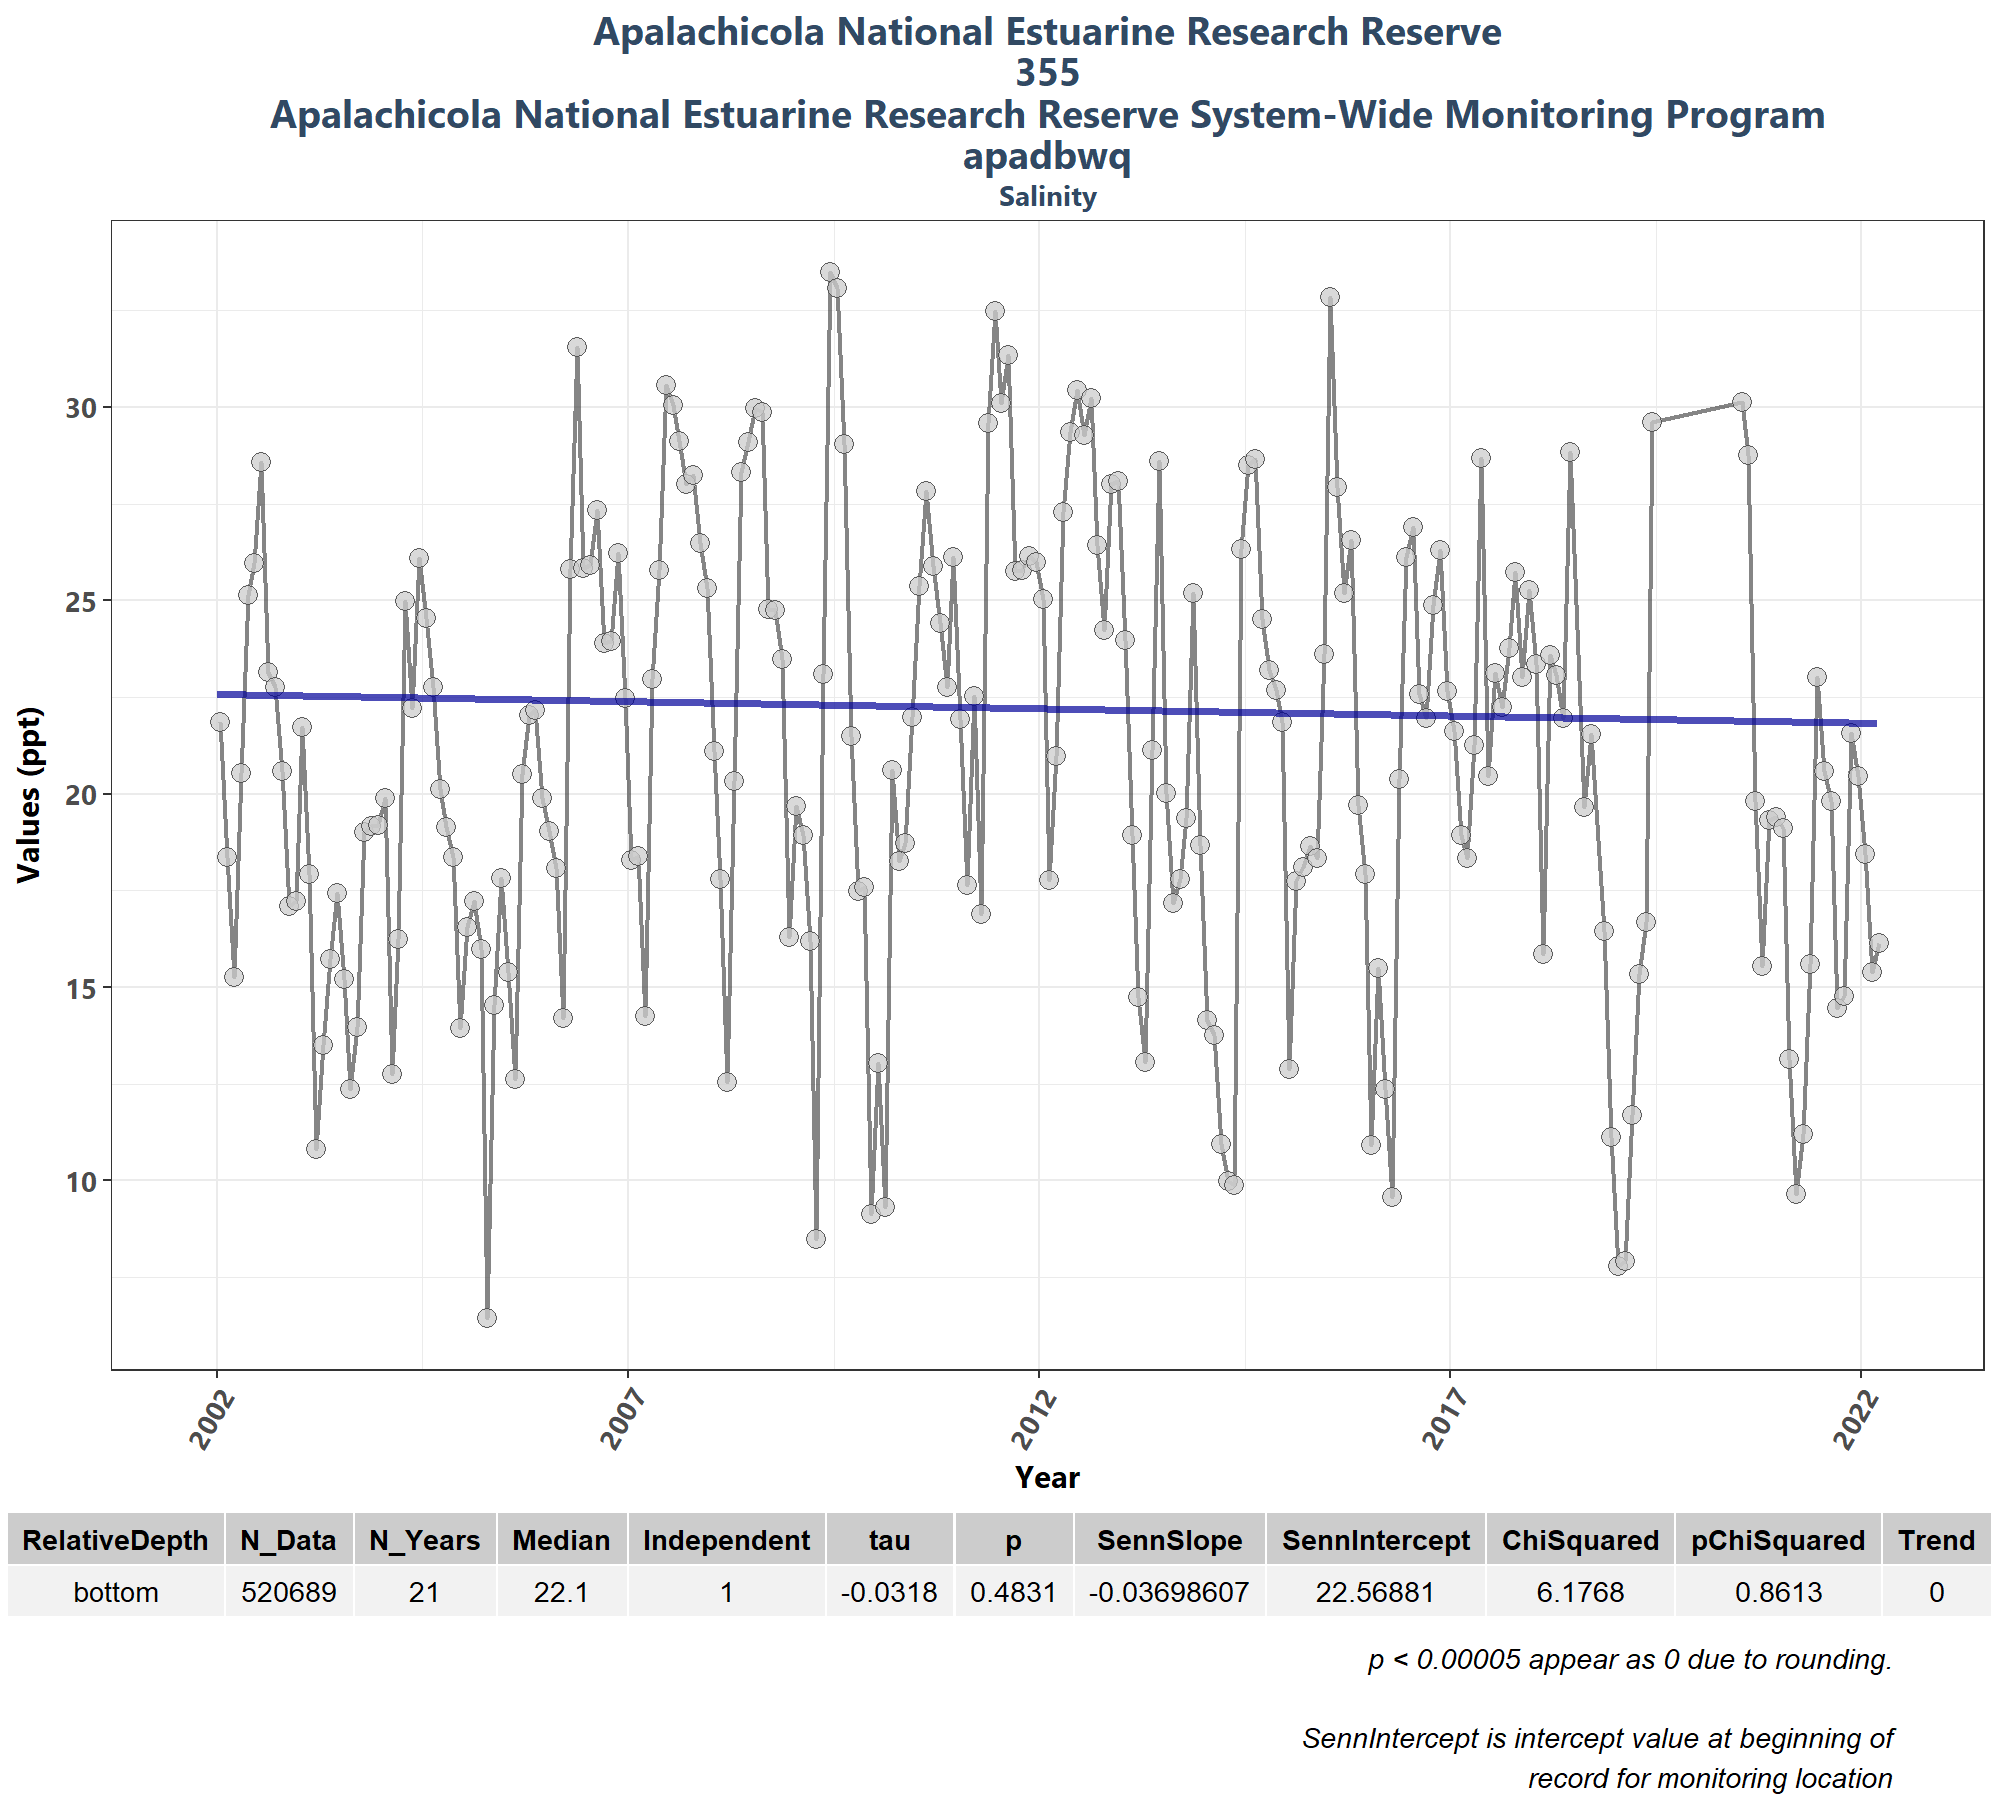 Apalachicola National Estuarine Research Reserve
355
Apalachicola National Estuarine Research Reserve System-Wide Monitoring Program
apadbwq
Salinity
Values (ppt)
30
25
20
15
10
2002
2007
2012
2017
2022
Year
RelativeDepth N_Data N_Years Median Independent tau p SennSlope SennIntercept ChiSquared pChiSquared Trend
bottom 520689 21 22.1 1 -0.0318 0.4831 -0.03698607 22.56881 6.1768 0.8613 0
p < 0.00005 appear as 0 due to rounding.
SennIntercept is intercept value at beginning of
record for monitoring location